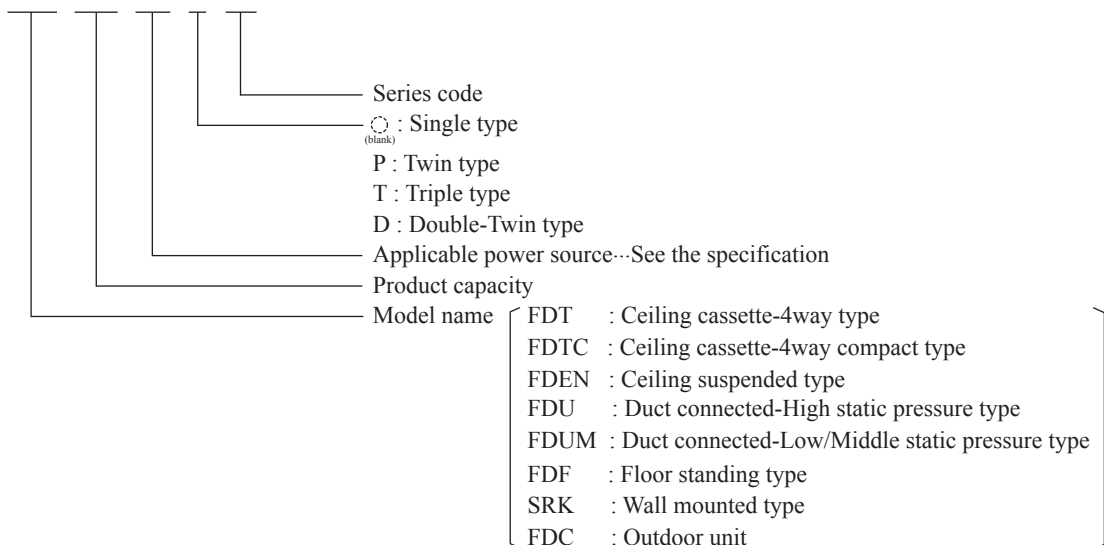 Series code
: Single type
(blank)
P : Twin type
T : Triple type
D : Double-Twin type
Applicable power source···See the specification
Product capacity
Model name
FDT : Ceiling cassette-4way type
FDTC : Ceiling cassette-4way compact type
FDEN : Ceiling suspended type
FDU : Duct connected-High static pressure type
FDUM : Duct connected-Low/Middle static pressure type
FDF : Floor standing type
SRK : Wall mounted type
FDC : Outdoor unit